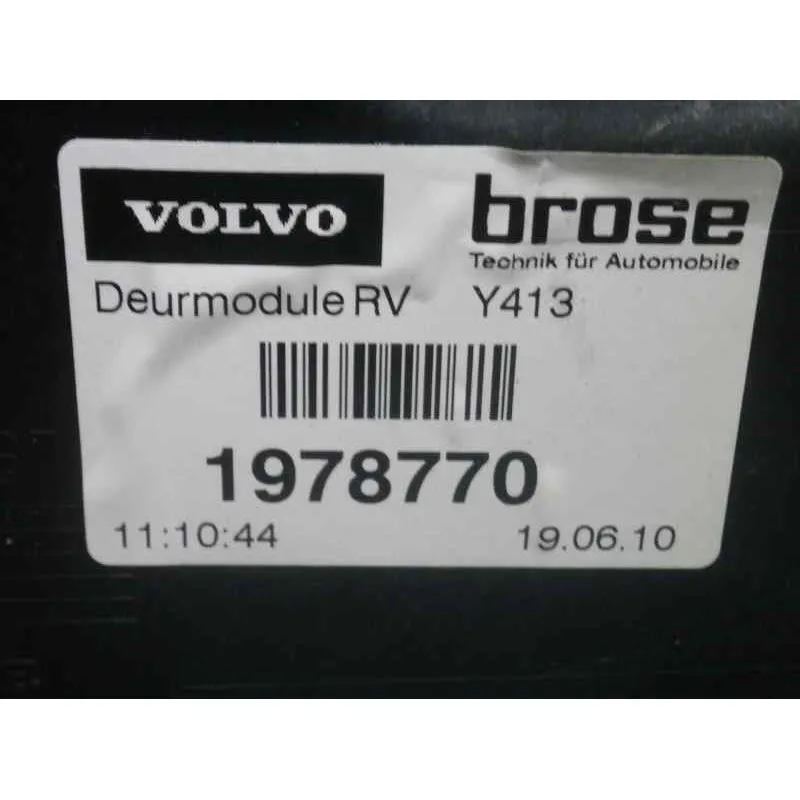 VOLVO brose
Technik für Automobile
Deurmodule RV Y413
1978770
11:10:44 19.06.10